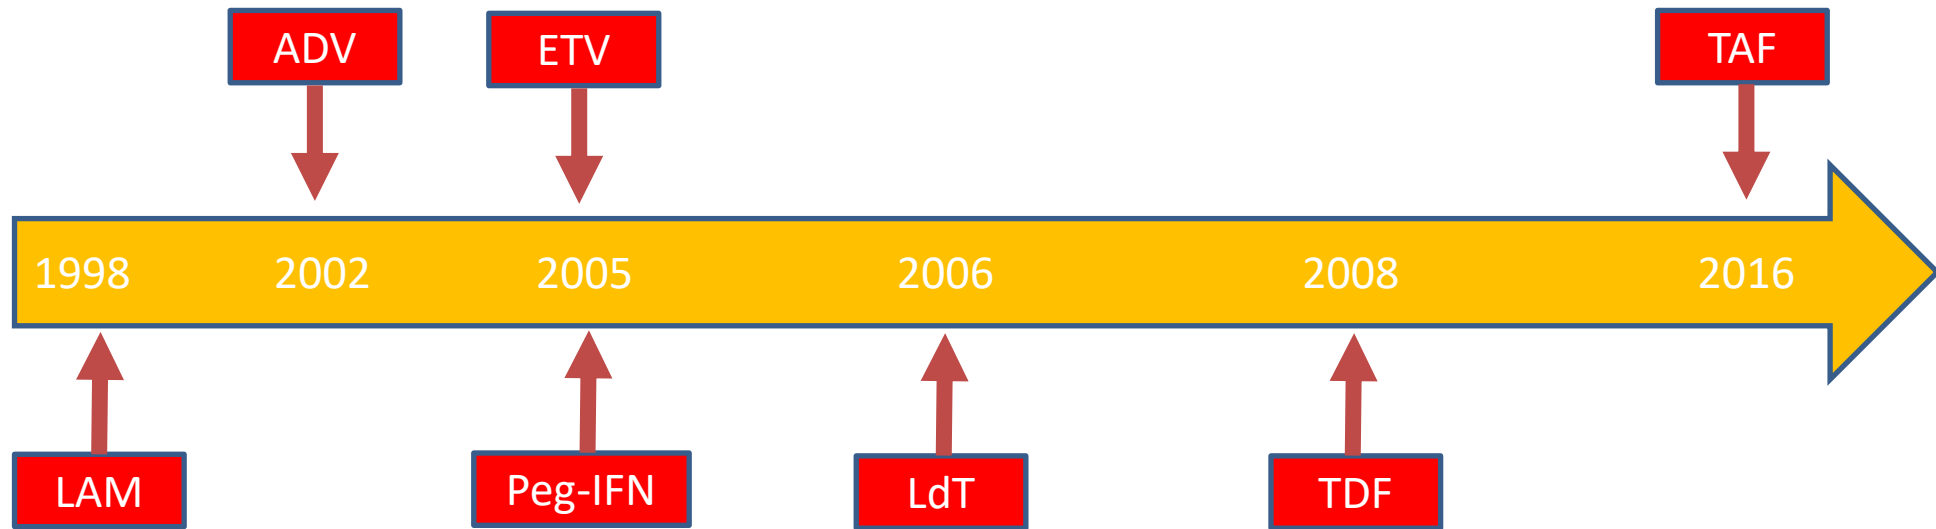 ADV
ETV
TAF
1998
2002
2005
2006
2008
2016
LAM
Peg-IFN
LdT
TDF